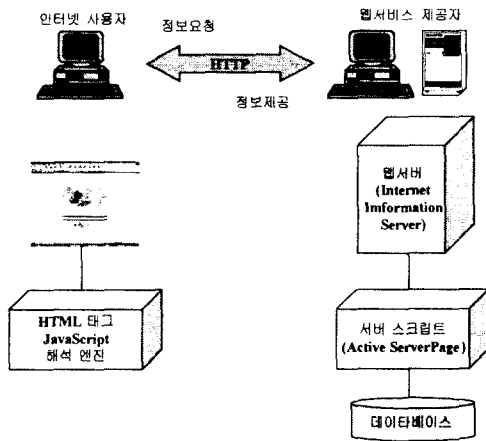 인터넷 사용자
웹서비스 제공자
정보요청
HTTP
정보제공
웹서버
(Internet
Imformation
Server)
HTML 태그
JavaScript
해석 엔진
서버 스크립트
(Active ServerPage)
데이타베이스